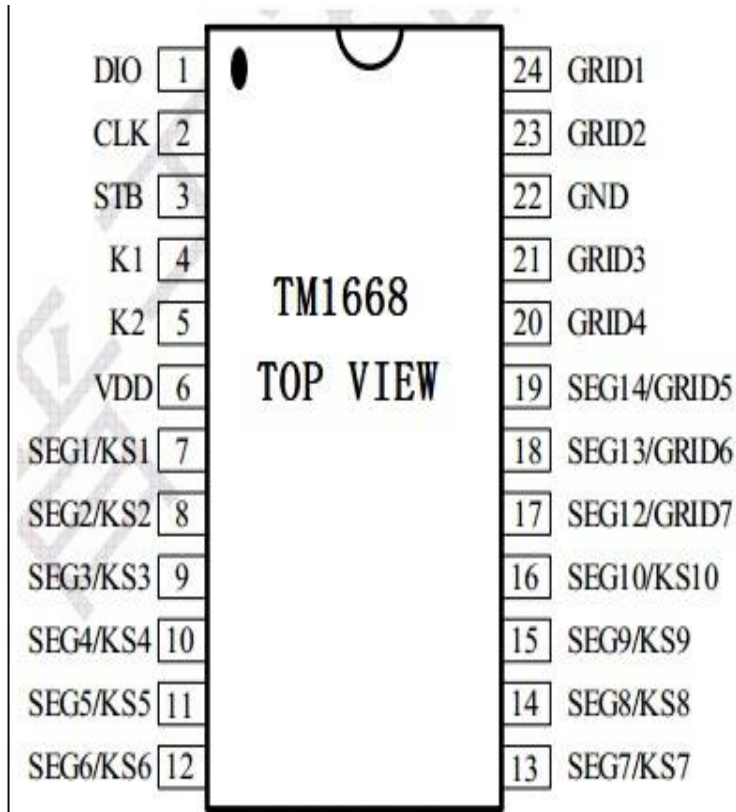 DIO 1
CLK 2
STB 3
K1 4
K2 5
VDD 6
SEG1/KS1 7
SEG2/KS2 8
SEG3/KS3 9
SEG4/KS4 10
SEG5/KS5 11
SEG6/KS6 12
TM1668
TOP VIEW
24 GRID1
23 GRID2
22 GND
21 GRID3
20 GRID4
19 SEG14/GRID5
18 SEG13/GRID6
17 SEG12/GRID7
16 SEG10/KS10
15 SEG9/KS9
14 SEG8/KS8
13 SEG7/KS7